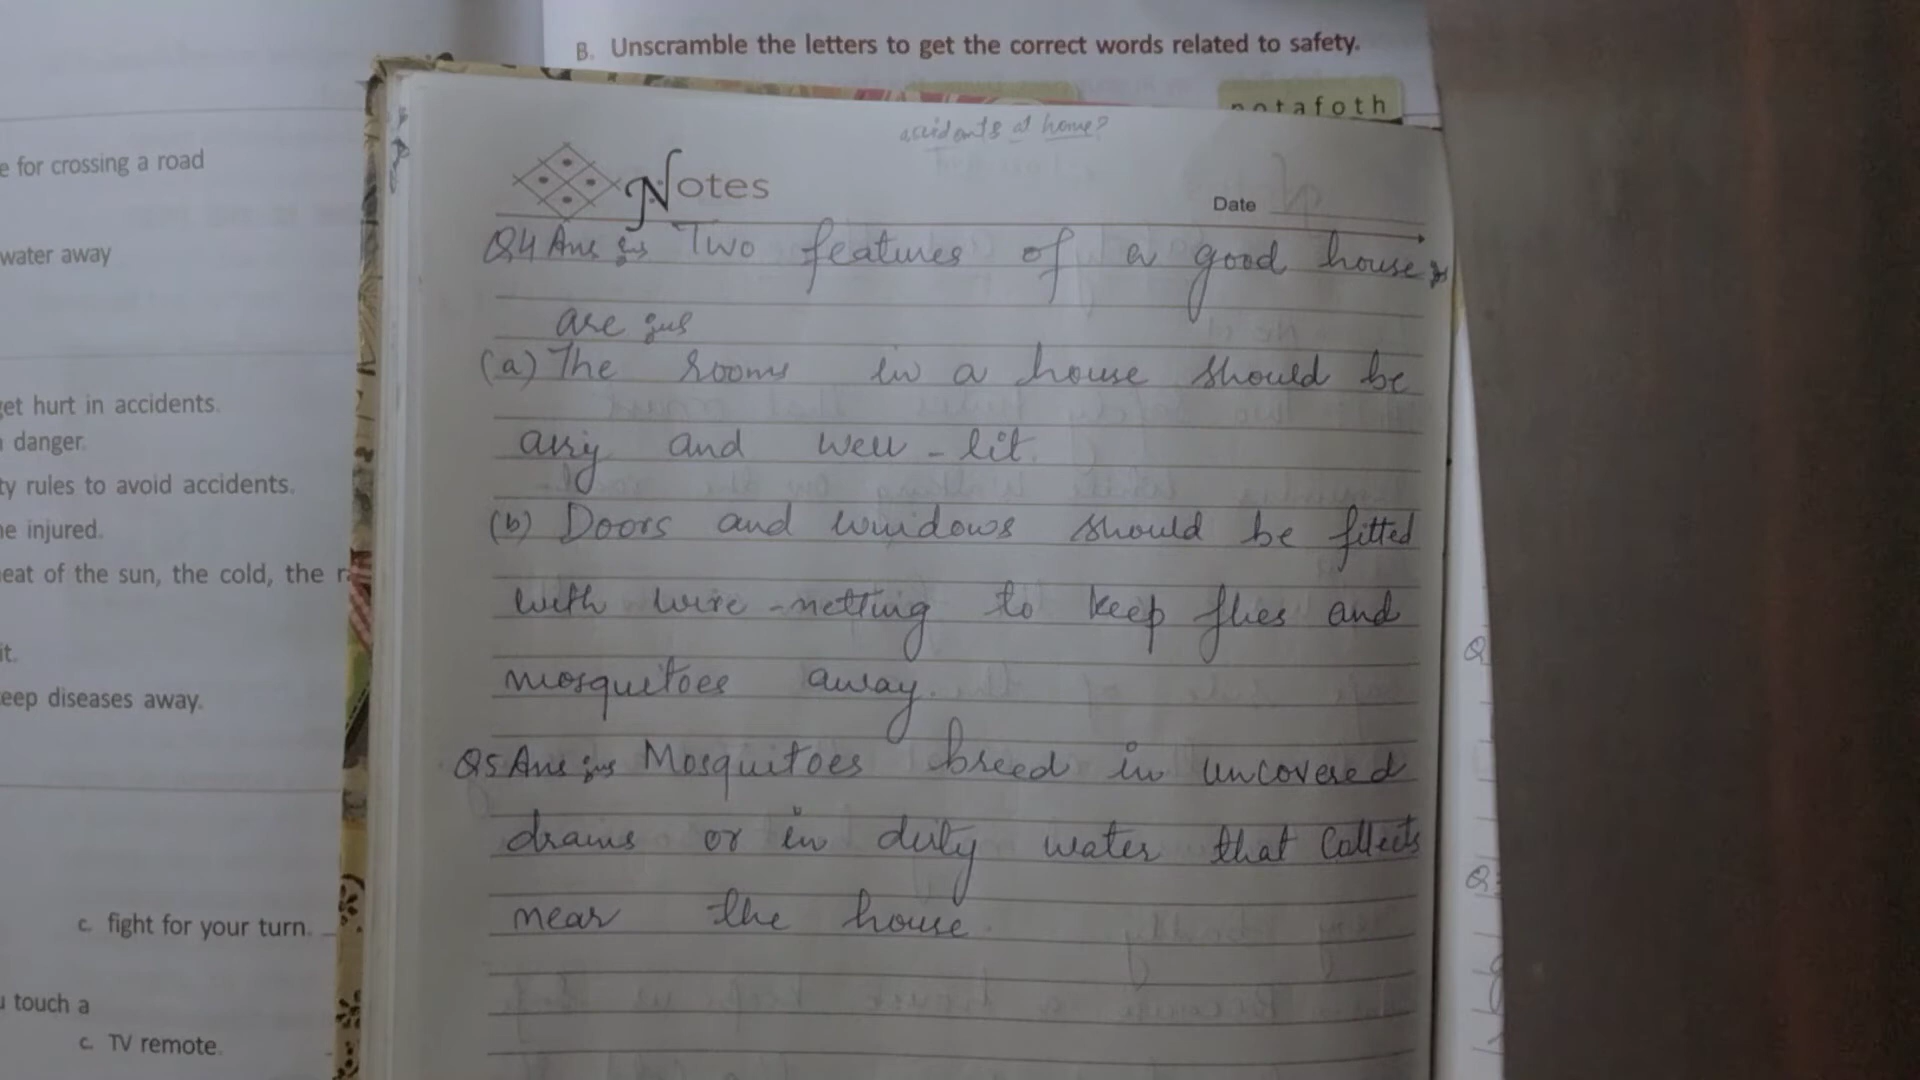 B. Unscramble the letters to get the correct words related to safety.
tafoth
accidents at home?
Notes
Date
Q4 Ans Two features of a good house
are
(a) The rooms in a house should be
airy and well-lit.
(b) Doors and windows should be fitted
with wire-netting to keep flies and
mosquitoes away.
Q5 Ans Mosquitoes breed in uncovered
drains or in dirty water that collects
near the house.
e for crossing a road
water away
get hurt in accidents.
danger.
ty rules to avoid accidents.
e injured.
eat of the sun, the cold, the
it.
eep diseases away.
c. fight for your turn.
touch a
c. TV remote.
Q
Q